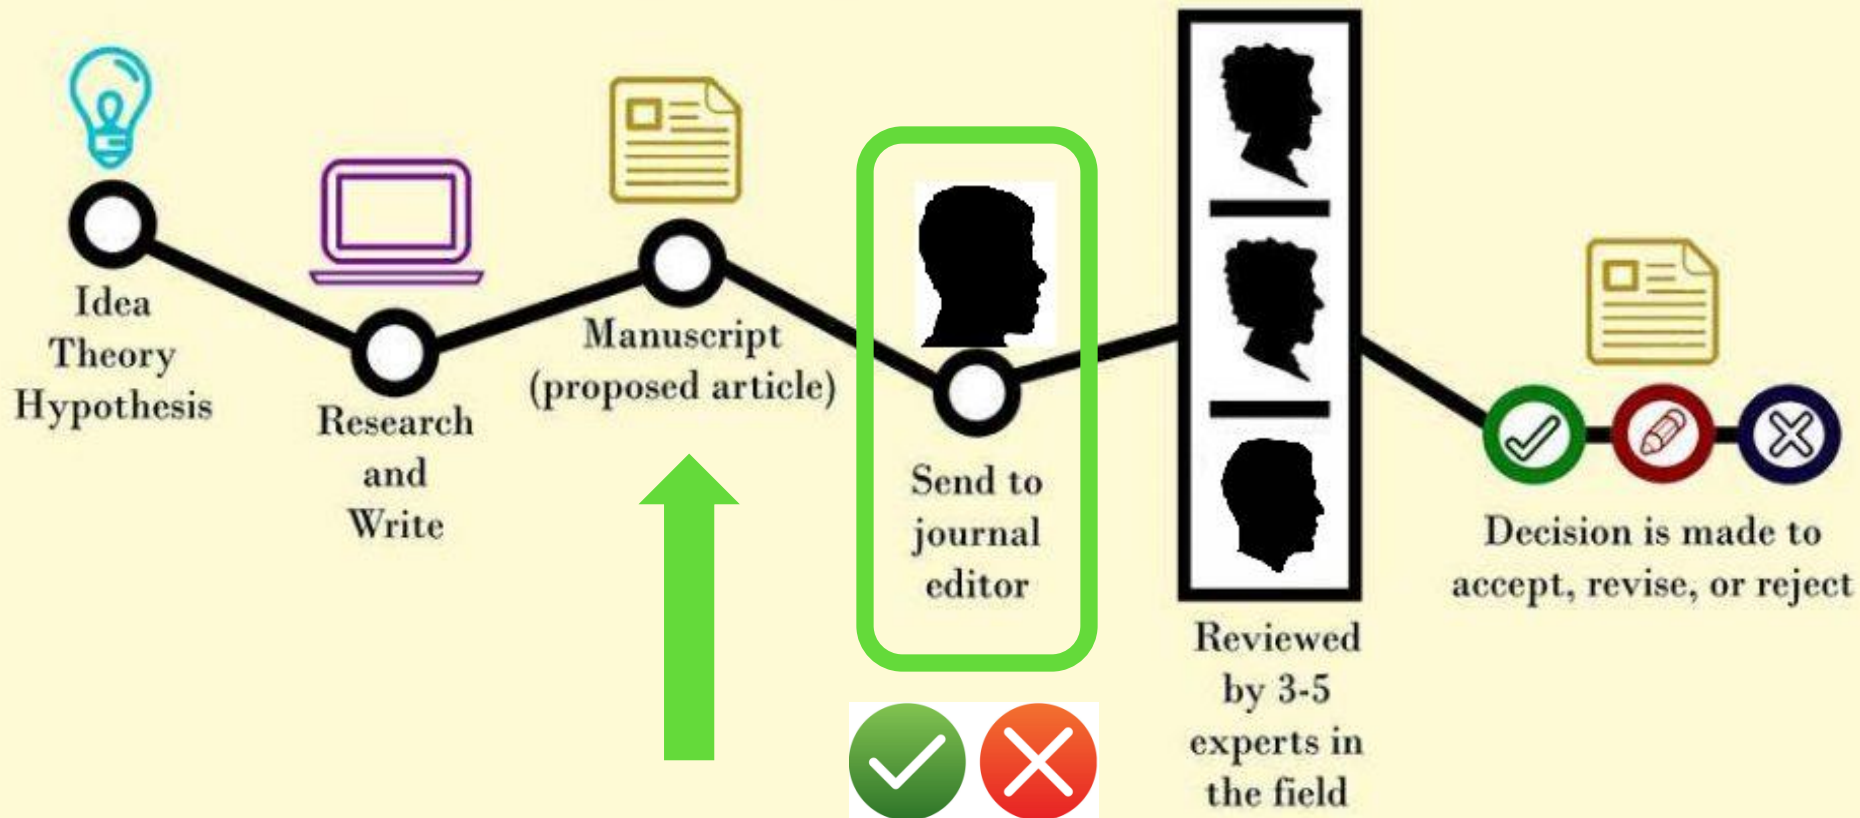 Idea
Theory
Hypothesis
Research
and
Write
Manuscript
(proposed article)
Send to
journal
editor
Reviewed
by 3-5
experts in
the field
Decision is made to
accept, revise, or reject